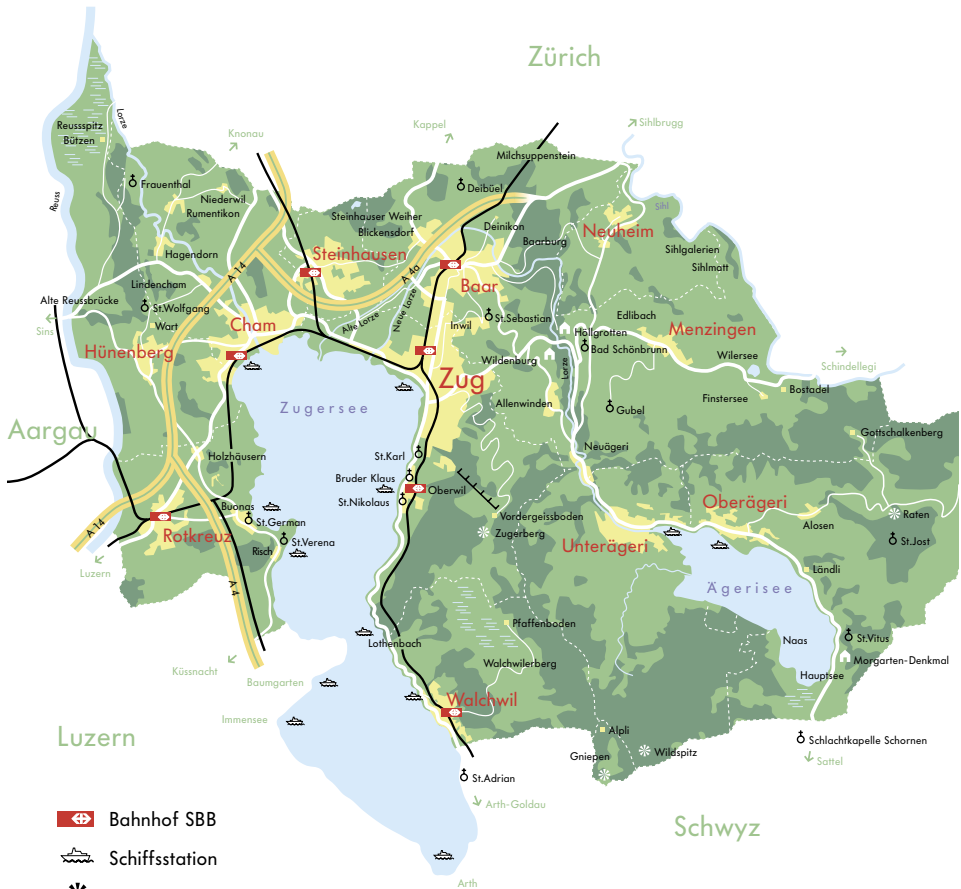 Zürich
Sihlbrugg
Kappel
Knonau
Lorze
Reussspitz
Bützen
Milchsuppenstein
Frauenthal
Deibüel
Reuss
Niederwil
Rumentikon
Sihl
Steinhauser Weiher
Blickensdorf
Deinikon
Neuheim
Baarburg
Hagendorn
Steinhausen
Sihlgalerien
Sihlmatt
A-14
A-4a
Lindencham
Baar
Alte Reussbrücke
St.Wolfgang
Neue Lorze
St.Sebastian
Edlibach
Sins
Wart
Cham
Alte Lorze
Inwil
Höllgrotten
Menzingen
Hünenberg
Wildenburg
Lorze
Bad Schönbrunn
Wilersee
Schindellegi
Zug
Bostadel
Finstersee
Zugersee
Allenwinden
Gubel
Aargau
Gottschalkenberg
Holzhäusern
St.Karl
Neuägeri
Bruder Klaus
Oberwil
St.Nikolaus
Oberägeri
Buonas
St.German
Vordergeissboden
Zugerberg
Raten
A-14
Rotkreuz
Alosen
Risch
St.Verena
Unterägeri
St.Jost
Luzern
Ländli
A-4
Ägerisee
Pfaffenboden
Lothenbach
Naas
St.Vitus
Walchwilerberg
Morgarten-Denkmal
Küssnacht
Hauptsee
Baumgarten
Walchwil
Immensee
Luzern
Alpli
Schlachtkapelle Schornen
Gniepen
Wildspitz
Sattel
St.Adrian
Arth-Goldau
Schwyz
Bahnhof SBB
Schiffsstation
Arth